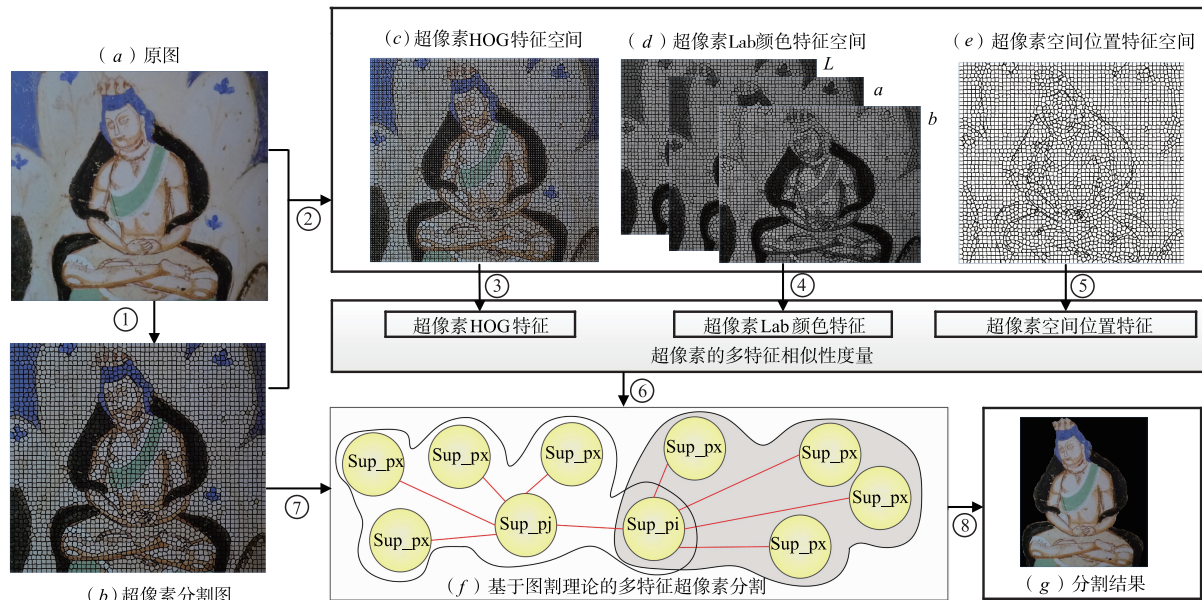 (a)原图
①
(b)超像素分割图
②
(c)超像素HOG特征空间
(d)超像素Lab颜色特征空间
L
a
b
(e)超像素空间位置特征空间
③
④
⑤
超像素HOG特征
超像素Lab颜色特征
超像素空间位置特征
超像素的多特征相似性度量
⑥
⑦
Sup_px
Sup_px
Sup_px
Sup_px
Sup_px
Sup_px
Sup_pj
Sup_pi
Sup_px
Sup_px
(f)基于图割理论的多特征超像素分割
⑧
(g)分割结果